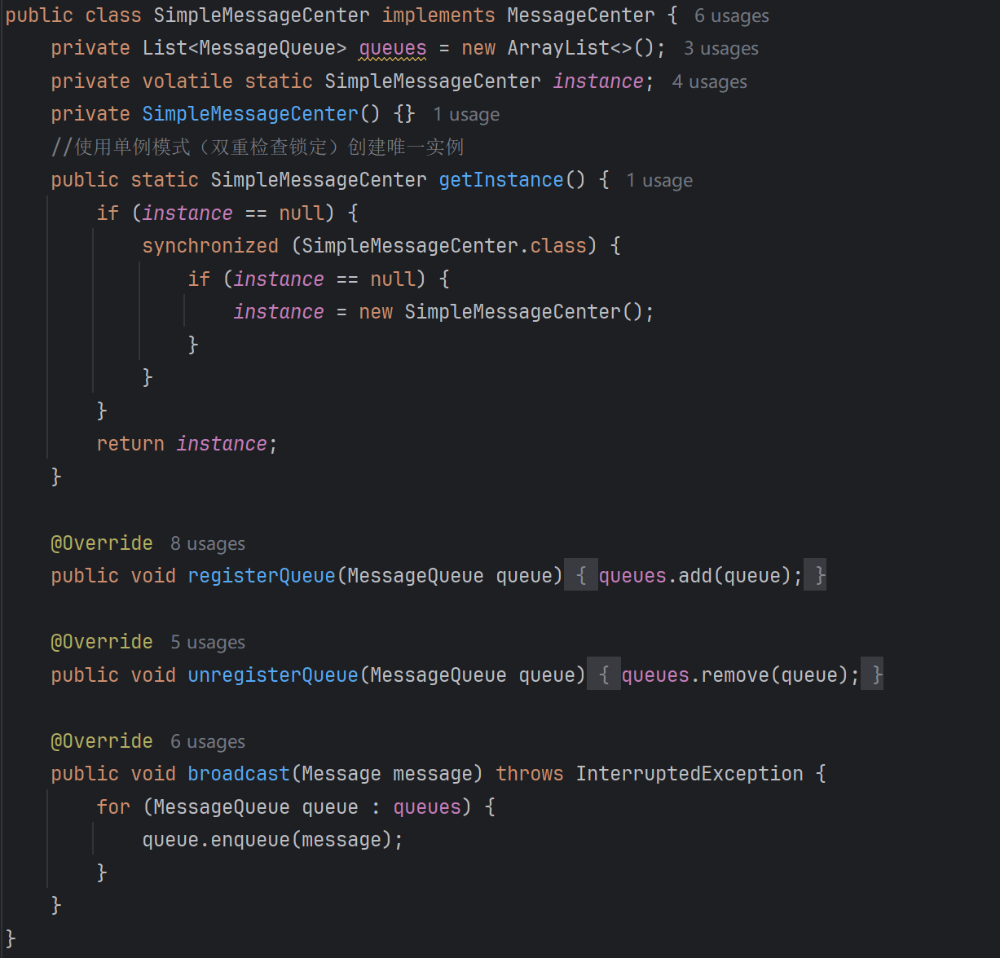 public class SimpleMessageCenter implements MessageCenter { 6 usages
    private List<MessageQueue> queues = new ArrayList<>(); 3 usages
    private volatile static SimpleMessageCenter instance; 4 usages
    private SimpleMessageCenter() {} 1 usage
    //使用单例模式（双重检查锁定）创建唯一实例
    public static SimpleMessageCenter getInstance() { 1 usage
        if (instance == null) {
            synchronized (SimpleMessageCenter.class) {
                if (instance == null) {
                    instance = new SimpleMessageCenter();
                }
            }
        }
        return instance;
    }
    @Override 8 usages
    public void registerQueue(MessageQueue queue) { queues.add(queue); }
    @Override 5 usages
    public void unregisterQueue(MessageQueue queue) { queues.remove(queue); }
    @Override 6 usages
    public void broadcast(Message message) throws InterruptedException {
        for (MessageQueue queue : queues) {
            queue.enqueue(message);
        }
    }
}